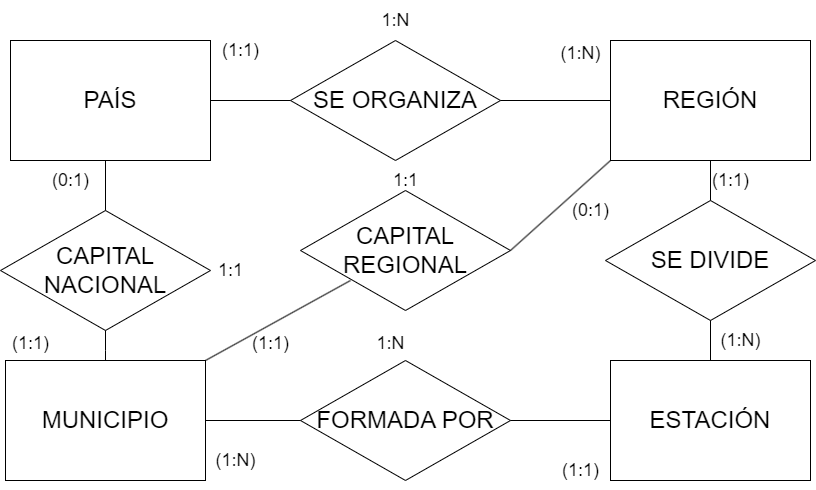 1:N
(1:1)
(1:N)
PAÍS
SE ORGANIZA
REGIÓN
(0:1)
1:1
(1:1)
(0:1)
CAPITAL
NACIONAL
1:1
CAPITAL
REGIONAL
SE DIVIDE
(1:1)
(1:1)
1:N
(1:N)
MUNICIPIO
FORMADA POR
ESTACIÓN
(1:N)
(1:1)